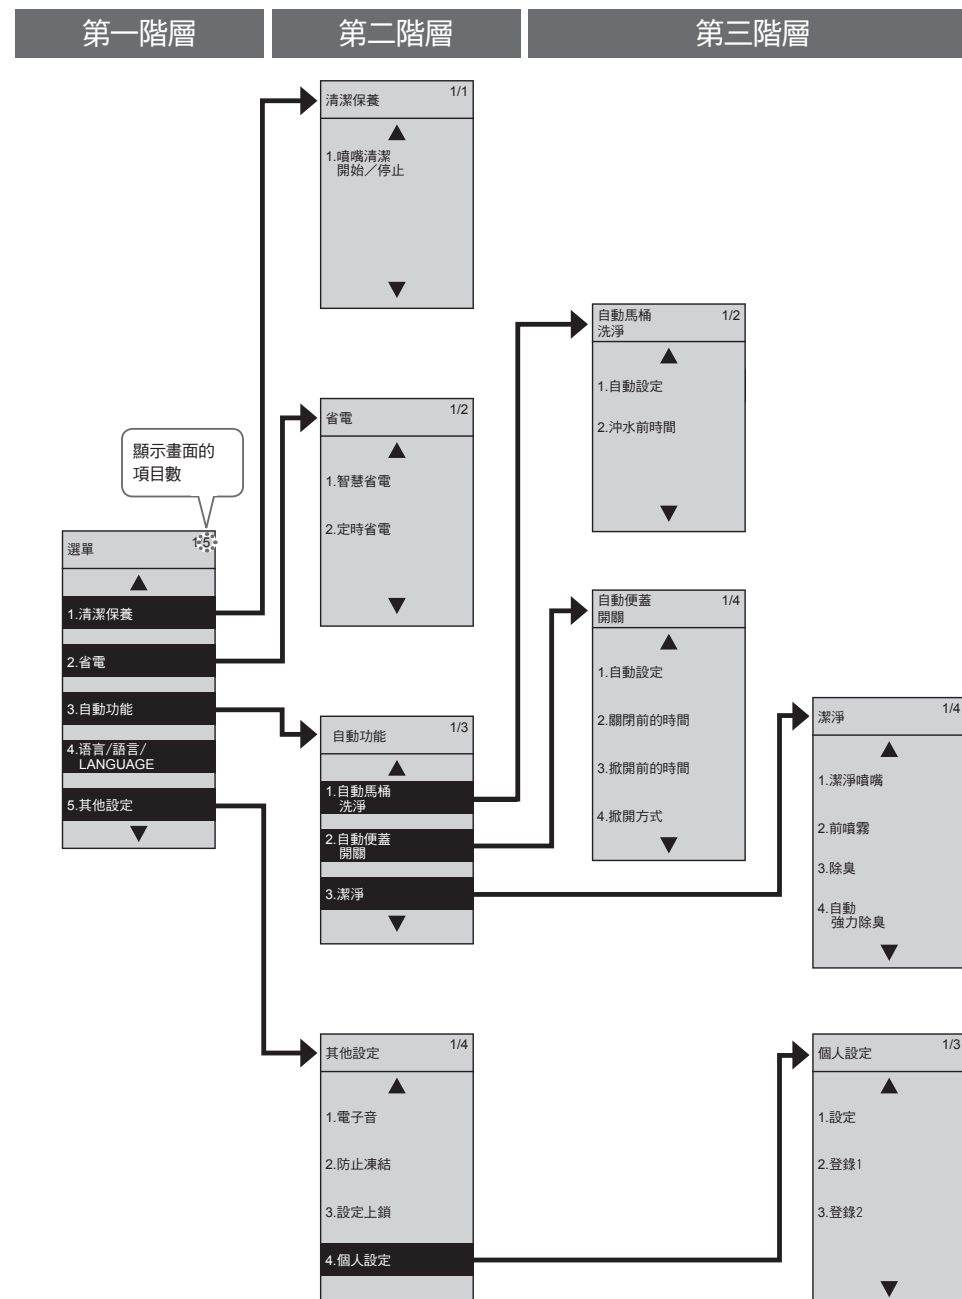 第一階層
第二階層
第三階層
清潔保養 1/1
1.噴嘴清潔
開始／停止
自動馬桶 1/2
洗淨
1.自動設定
2.沖水前時間
省電 1/2
1.智慧省電
2.定時省電
顯示畫面的
項目數
選單 1/5
1.清潔保養
2.省電
3.自動功能
4.语言/語言/
LANGUAGE
5.其他設定
自動便蓋 1/4
開關
1.自動設定
2.關閉前的時間
3.掀開前的時間
4.掀開方式
自動功能 1/3
1.自動馬桶
洗淨
2.自動便蓋
開關
3.潔淨
潔淨 1/4
1.潔淨噴嘴
2.前噴霧
3.除臭
4.自動
強力除臭
其他設定 1/4
1.電子音
2.防止凍結
3.設定上鎖
4.個人設定
個人設定 1/3
1.設定
2.登錄1
3.登錄2